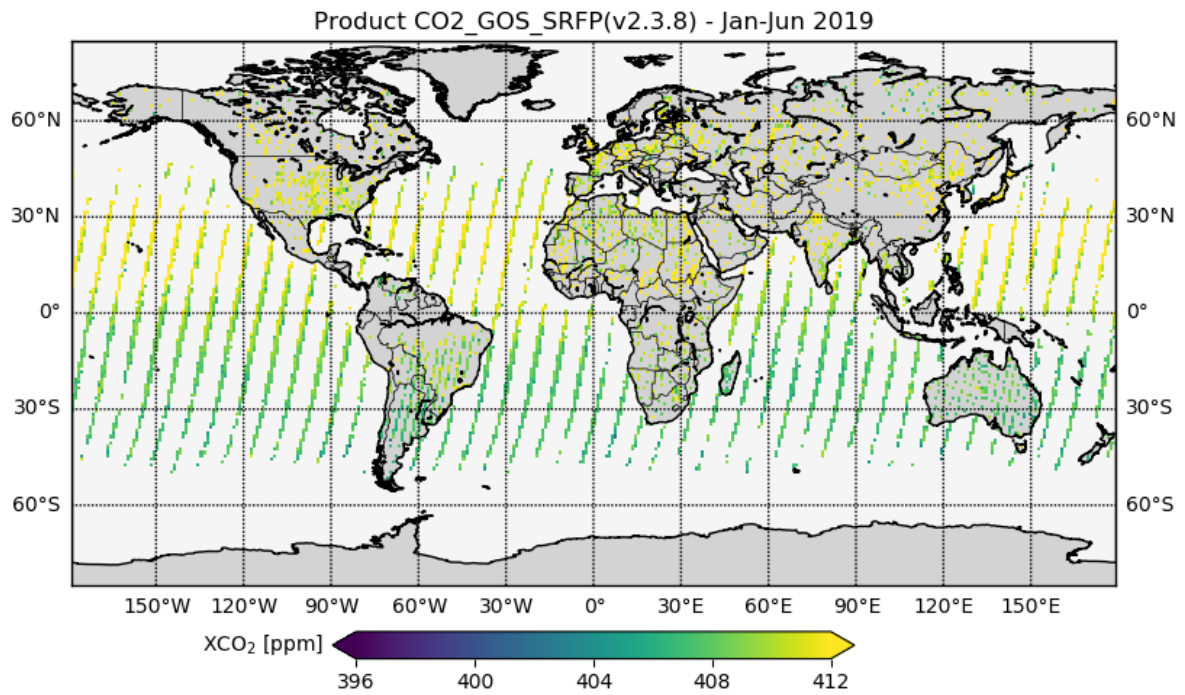 Product CO2_GOS_SRFP(v2.3.8) - Jan-Jun 2019
60°N 60°N
30°N 30°N
0° 0°
30°S 30°S
60°S 60°S
150°W 120°W 90°W 60°W 30°W 0° 30°E 60°E 90°E 120°E 150°E
XCO₂ [ppm]
396 400 404 408 412